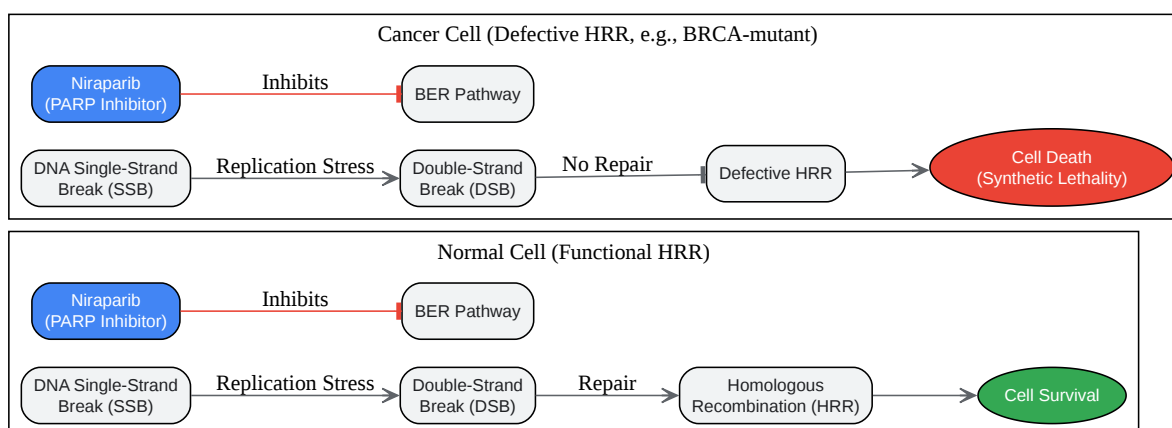 Cancer Cell (Defective HRR, e.g., BRCA-mutant)
Niraparib
(PARP Inhibitor)
Inhibits
BER Pathway
DNA Single-Strand
Break (SSB)
Replication Stress
Double-Strand
Break (DSB)
No Repair
Defective HRR
Cell Death
(Synthetic Lethality)
Normal Cell (Functional HRR)
Niraparib
(PARP Inhibitor)
Inhibits
BER Pathway
DNA Single-Strand
Break (SSB)
Replication Stress
Double-Strand
Break (DSB)
Repair
Homologous
Recombination (HRR)
Cell Survival